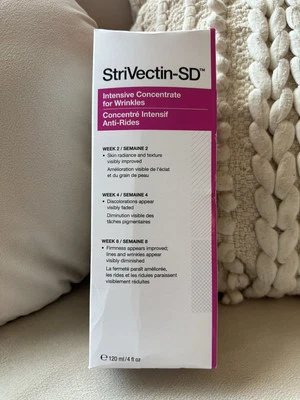 StriVectin-SD™
Intensive Concentrate
for Wrinkles
Concentré Intensif
Anti-Rides
WEEK 2 / SEMAINE 2
• Skin radiance and texture
visibly improved
Amélioration visible de l'éclat
et du grain de peau
WEEK 4 / SEMAINE 4
• Discolorations appear
visibly faded
Diminution visible des
tâches pigmentaires
WEEK 8 / SEMAINE 8
• Firmness appears improved;
lines and wrinkles appear
visibly diminished
La fermeté paraît améliorée,
les rides et les ridules paraissent
visiblement réduites
℮ 120 ml/4 fl oz